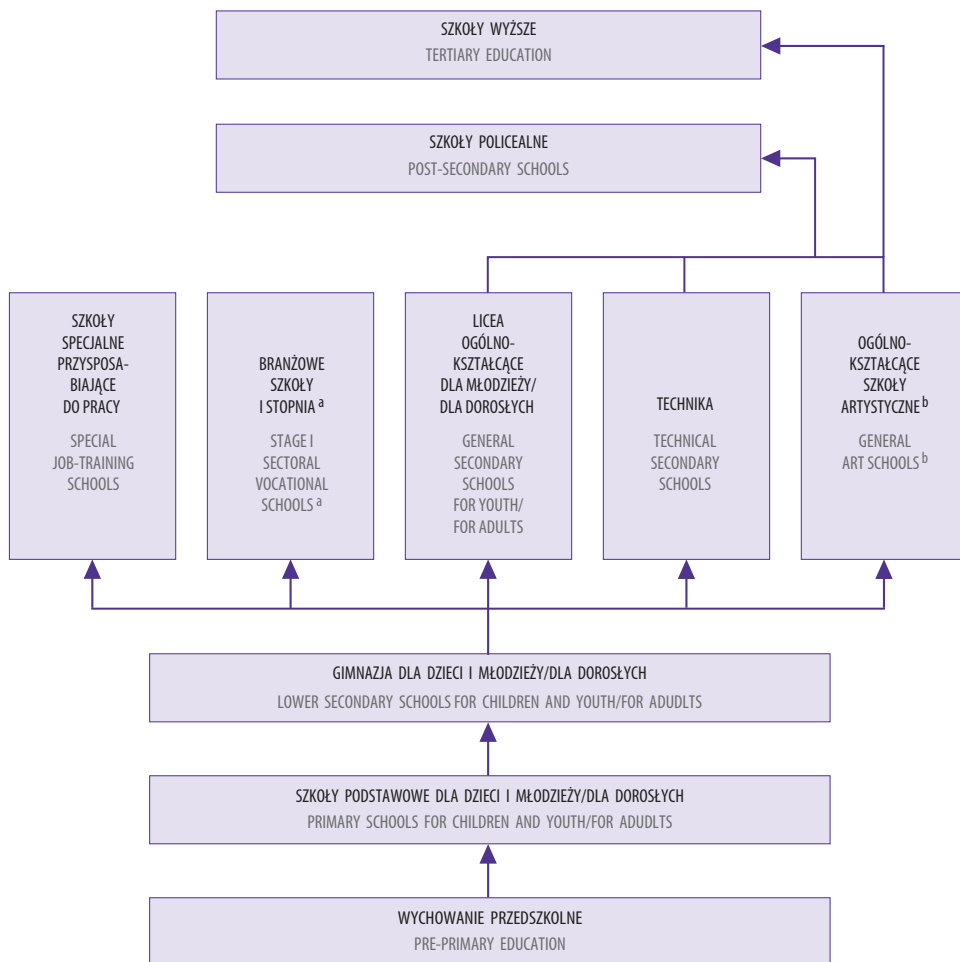 SZKOŁY WYŻSZE
TERTIARY EDUCATION
SZKOŁY POLICEALNE
POST-SECONDARY SCHOOLS
SZKOŁY
SPECJALNE
PRZYSPOSA-
BIAJĄCE
DO PRACY
SPECIAL
JOB-TRAINING
SCHOOLS
BRANŻOWE
SZKOŁY
I STOPNIA a
STAGE I
SECTORAL
VOCATIONAL
SCHOOLS a
LICEA
OGÓLNO-
KSZTAŁCĄCE
DLA MŁODZIEŻY/
DLA DOROSŁYCH
GENERAL
SECONDARY
SCHOOLS
FOR YOUTH/
FOR ADULTS
TECHNIKA
TECHNICAL
SECONDARY
SCHOOLS
OGÓLNO-
KSZTAŁCĄCE
SZKOŁY
ARTYSTYCZNE b
GENERAL
ART SCHOOLS b
GIMNAZJA DLA DZIECI I MŁODZIEŻY/DLA DOROSŁYCH
LOWER SECONDARY SCHOOLS FOR CHILDREN AND YOUTH/FOR ADUDLTS
SZKOŁY PODSTAWOWE DLA DZIECI I MŁODZIEŻY/DLA DOROSŁYCH
PRIMARY SCHOOLS FOR CHILDREN AND YOUTH/FOR ADUDLTS
WYCHOWANIE PRZEDSZKOLNE
PRE-PRIMARY EDUCATION